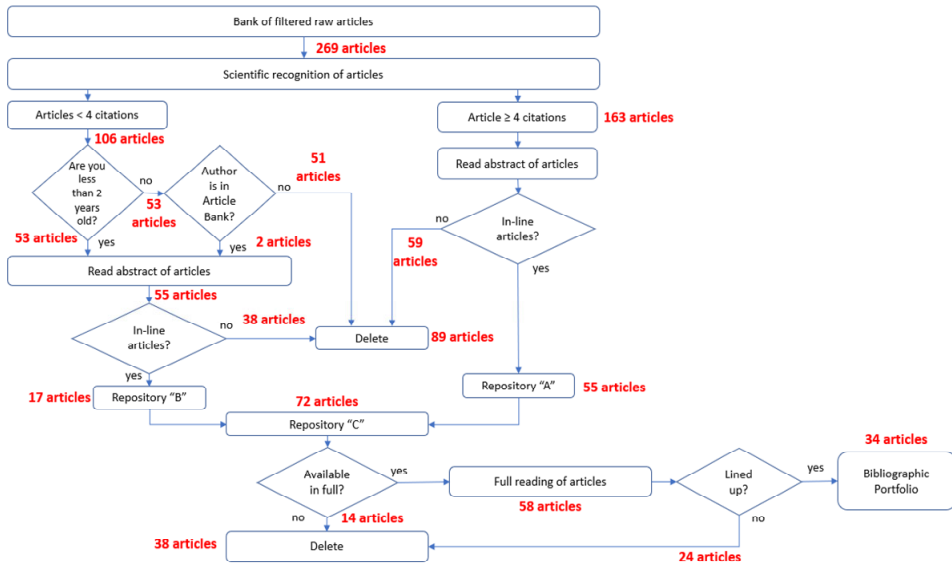 Bank of filtered raw articles
269 articles
Scientific recognition of articles
Articles < 4 citations
Article ≥ 4 citations
163 articles
106 articles
Read abstract of articles
Are you
less
than 2
years
old?
no
53
articles
Author
is in
Article
Bank?
no
51
articles
In-line
articles?
no
59
articles
yes
53 articles
yes
yes
2 articles
Read abstract of articles
55 articles
In-line
articles?
no
38 articles
Delete
89 articles
yes
17 articles
Repository "B"
Repository "A"
55 articles
72 articles
Repository "C"
Available
in full?
yes
Full reading of articles
58 articles
Lined
up?
yes
34 articles
Bibliographic
Portfolio
no
14 articles
no
38 articles
Delete
24 articles